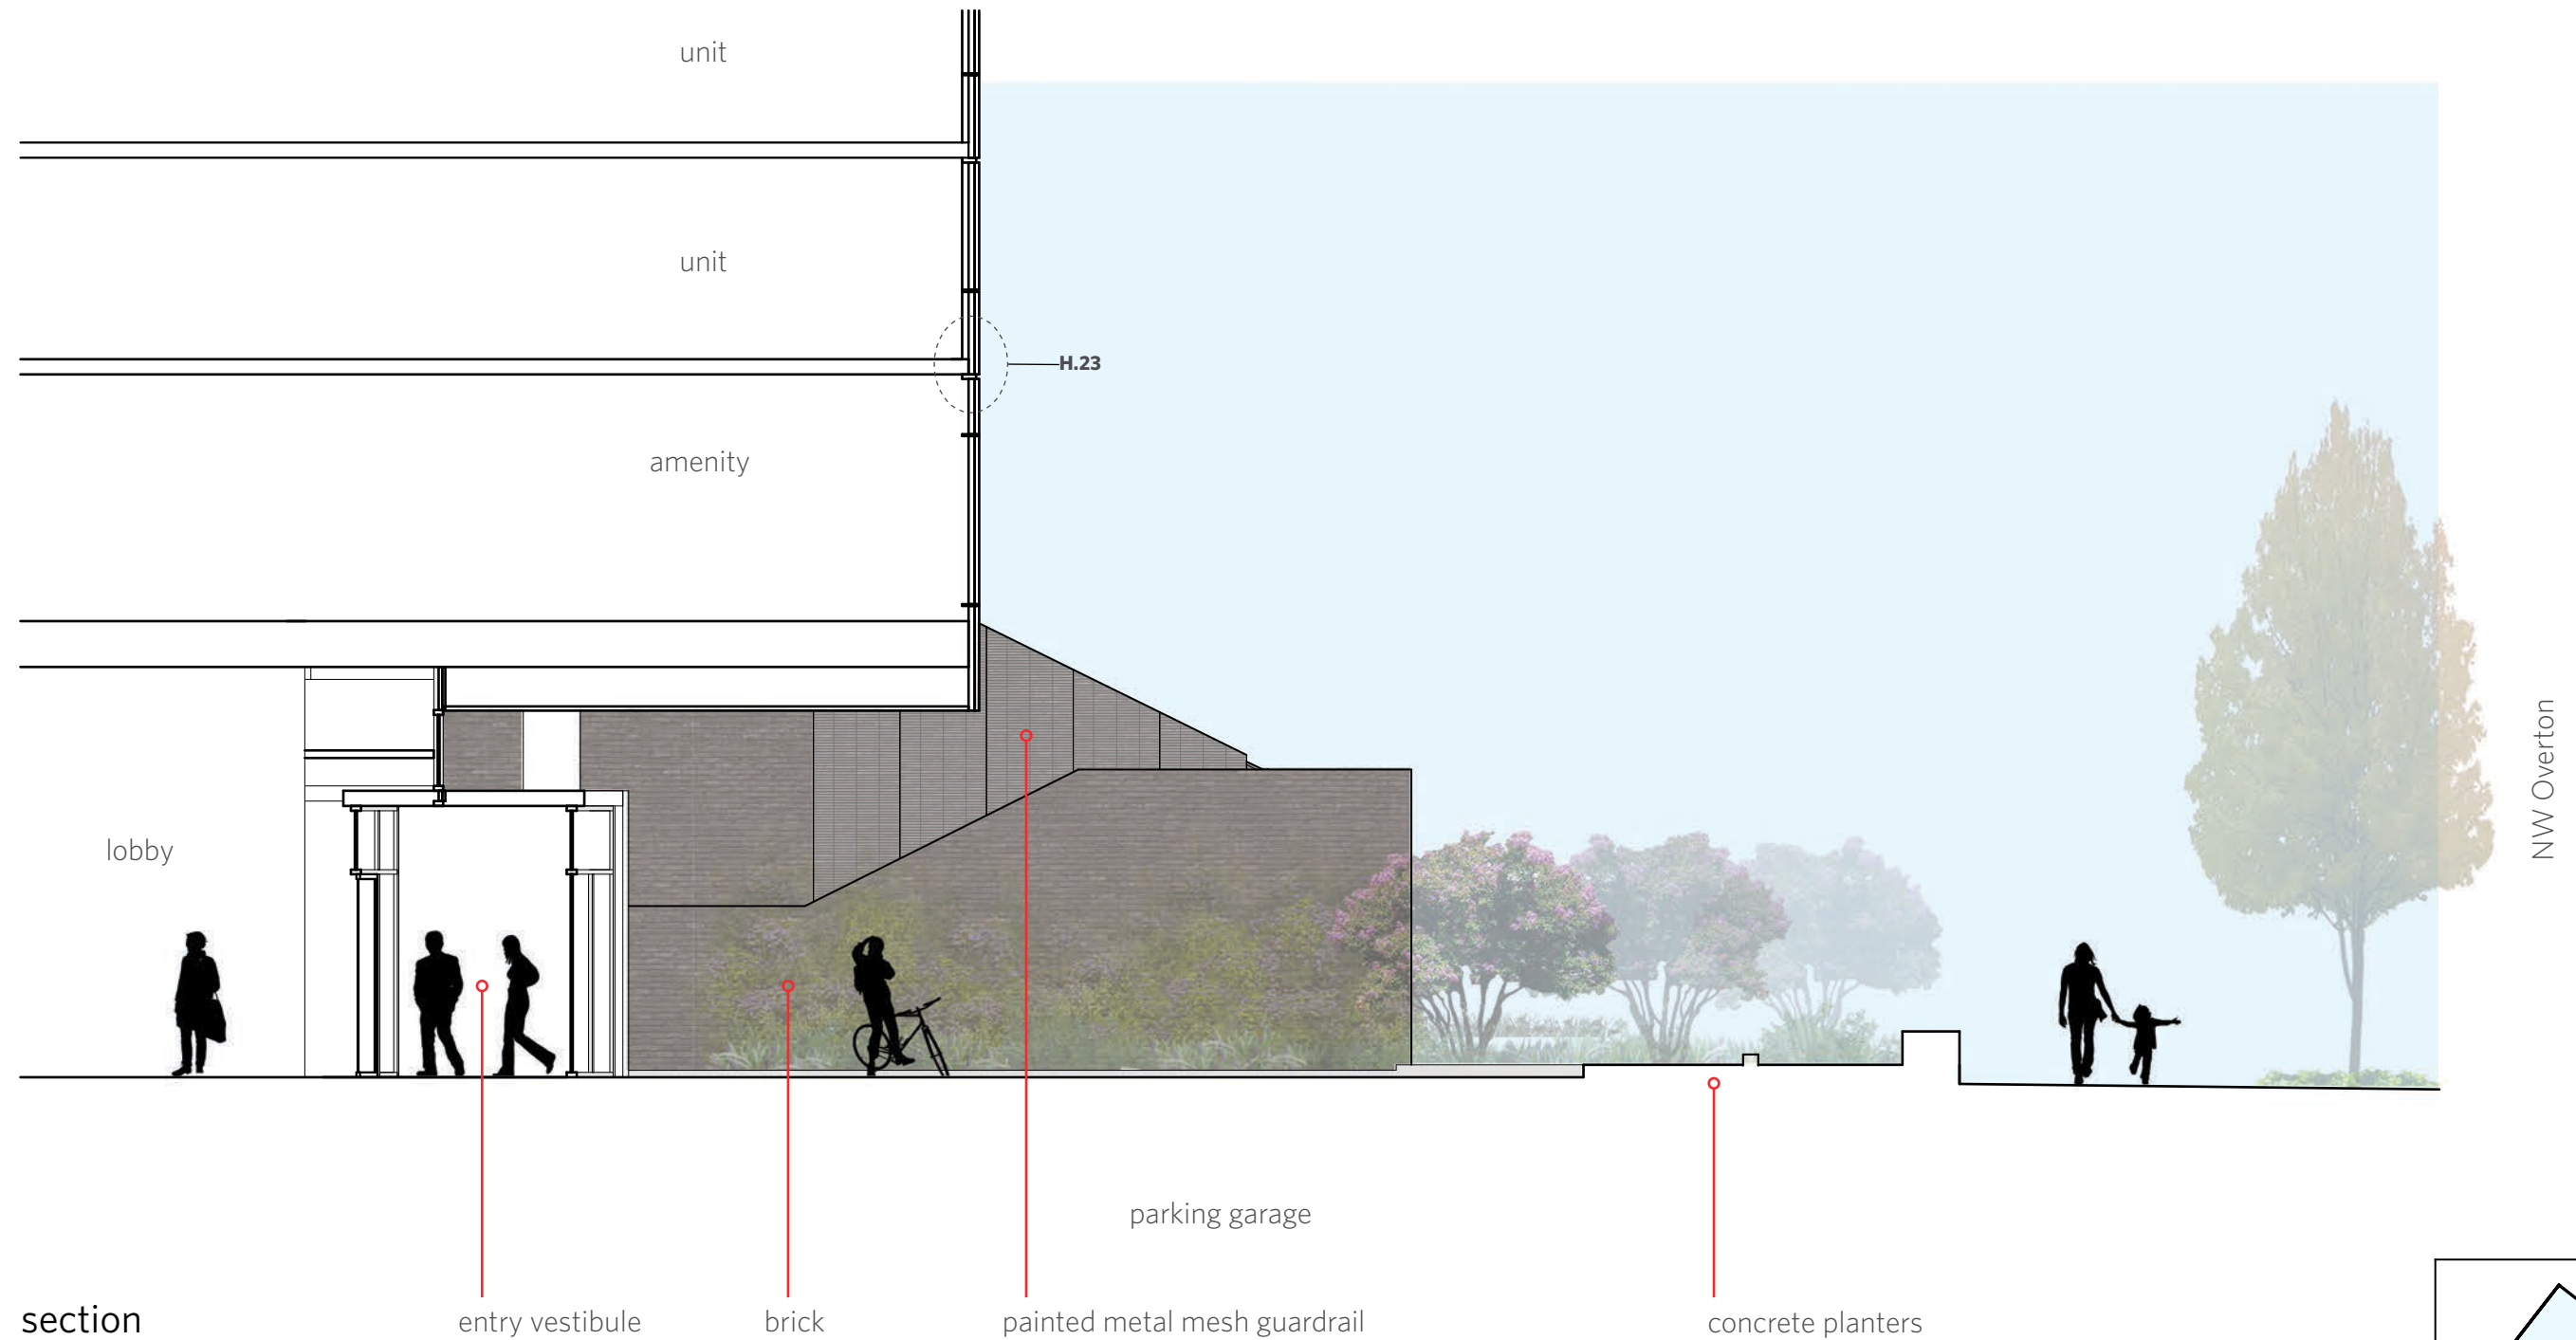 unit
unit
H.23
amenity
NW Overton
lobby
parking garage
section
entry vestibule
brick
painted metal mesh guardrail
concrete planters